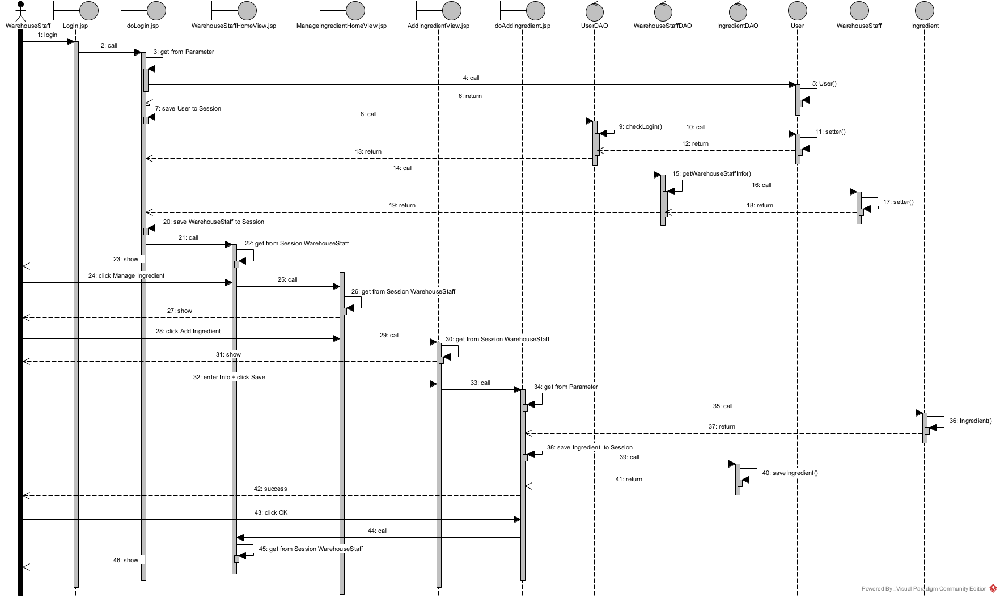 WarehouseStaff
Login.jsp
doLogin.jsp
WarehouseStaffHomeView.jsp
ManageIngredientHomeVIew.jsp
AddIngredientView.jsp
doAddIngredient.jsp
UserDAO
WarehouseStaffDAO
IngredientDAO
User
WarehouseStaff
Ingredient
1: login
2: call
3: get from Parameter
4: call
5: User()
6: return
7: save User to Session
8: call
9: checkLogin()
10: call
11: setter()
12: return
13: return
14: call
15: getWarehouseStaffInfo()
16: call
17: setter()
18: return
19: return
20: save WarehouseStaff to Session
21: call
22: get from Session WarehouseStaff
23: show
24: click Manage Ingredient
25: call
26: get from Session WarehouseStaff
27: show
28: click Add Ingredient
29: call
30: get from Session WarehouseStaff
31: show
32: enter Info + click Save
33: call
34: get from Parameter
35: call
36: Ingredient()
37: return
38: save Ingredient  to Session
39: call
40: saveIngredient()
41: return
42: success
43: click OK
44: call
45: get from Session WarehouseStaff
46: show
Powered By Visual Paradigm Community Edition